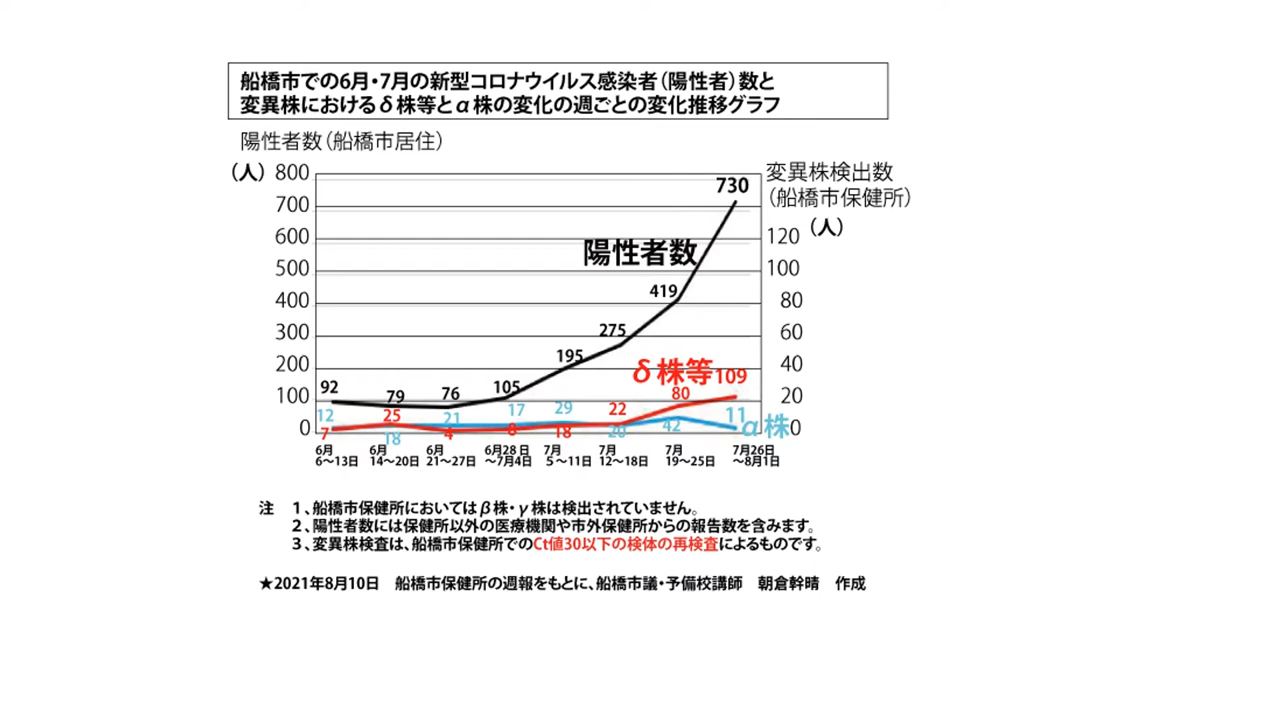 船橋市での6月・7月の新型コロナウイルス感染者（陽性者）数と
変異株におけるδ株等とα株の変化の週ごとの変化推移グラフ
陽性者数（船橋市居住）
（人）
800
700
600
500
400
300
200
100
0
変異株検出数
（船橋市保健所）
（人）
120
100
80
60
40
20
0
陽性者数
92 79 76 105 195 275 419 730
δ株等
7 25 4 8 18 22 80 109
α株
12 18 21 17 29 20 42 11
6月 6月 6月 6月28日 7月 7月 7月 7月26日
6～13日 14～20日 21～27日 ～7月4日 5～11日 12～18日 19～25日 ～8月1日
注 1、船橋市保健所においてはβ株・γ株は検出されていません。
2、陽性者数には保健所以外の医療機関や市外保健所からの報告数を含みます。
3、変異株検査は、船橋市保健所でのCt値30以下の検体の再検査によるものです。
★2021年8月10日 船橋市保健所の週報をもとに、船橋市議・予備校講師 朝倉幹晴 作成